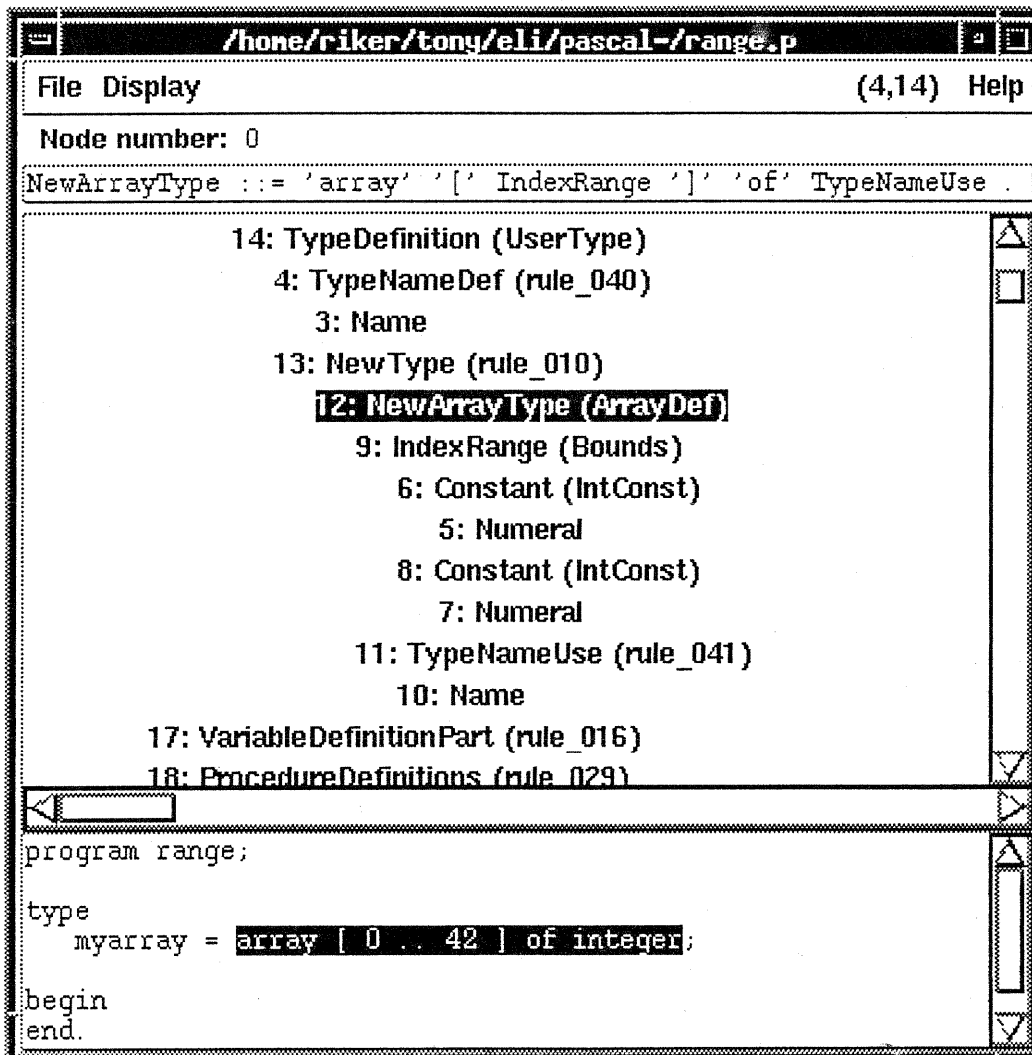 /home/riker/tony/eli/pascal-/range.p
File Display (4,14) Help
Node number: 0
NewArrayType ::= 'array' '[' IndexRange ']' 'of' TypeNameUse .
14: TypeDefinition (UserType)
4: TypeNameDef (rule_040)
3: Name
13: NewType (rule_010)
12: NewArrayType (ArrayDef)
9: IndexRange (Bounds)
6: Constant (IntConst)
5: Numeral
8: Constant (IntConst)
7: Numeral
11: TypeNameUse (rule_041)
10: Name
17: VariableDefinitionPart (rule_016)
18: ProcedureDefinitions (rule_029)
program range;
type
myarray = array [ 0 .. 42 ] of integer;
begin
end.